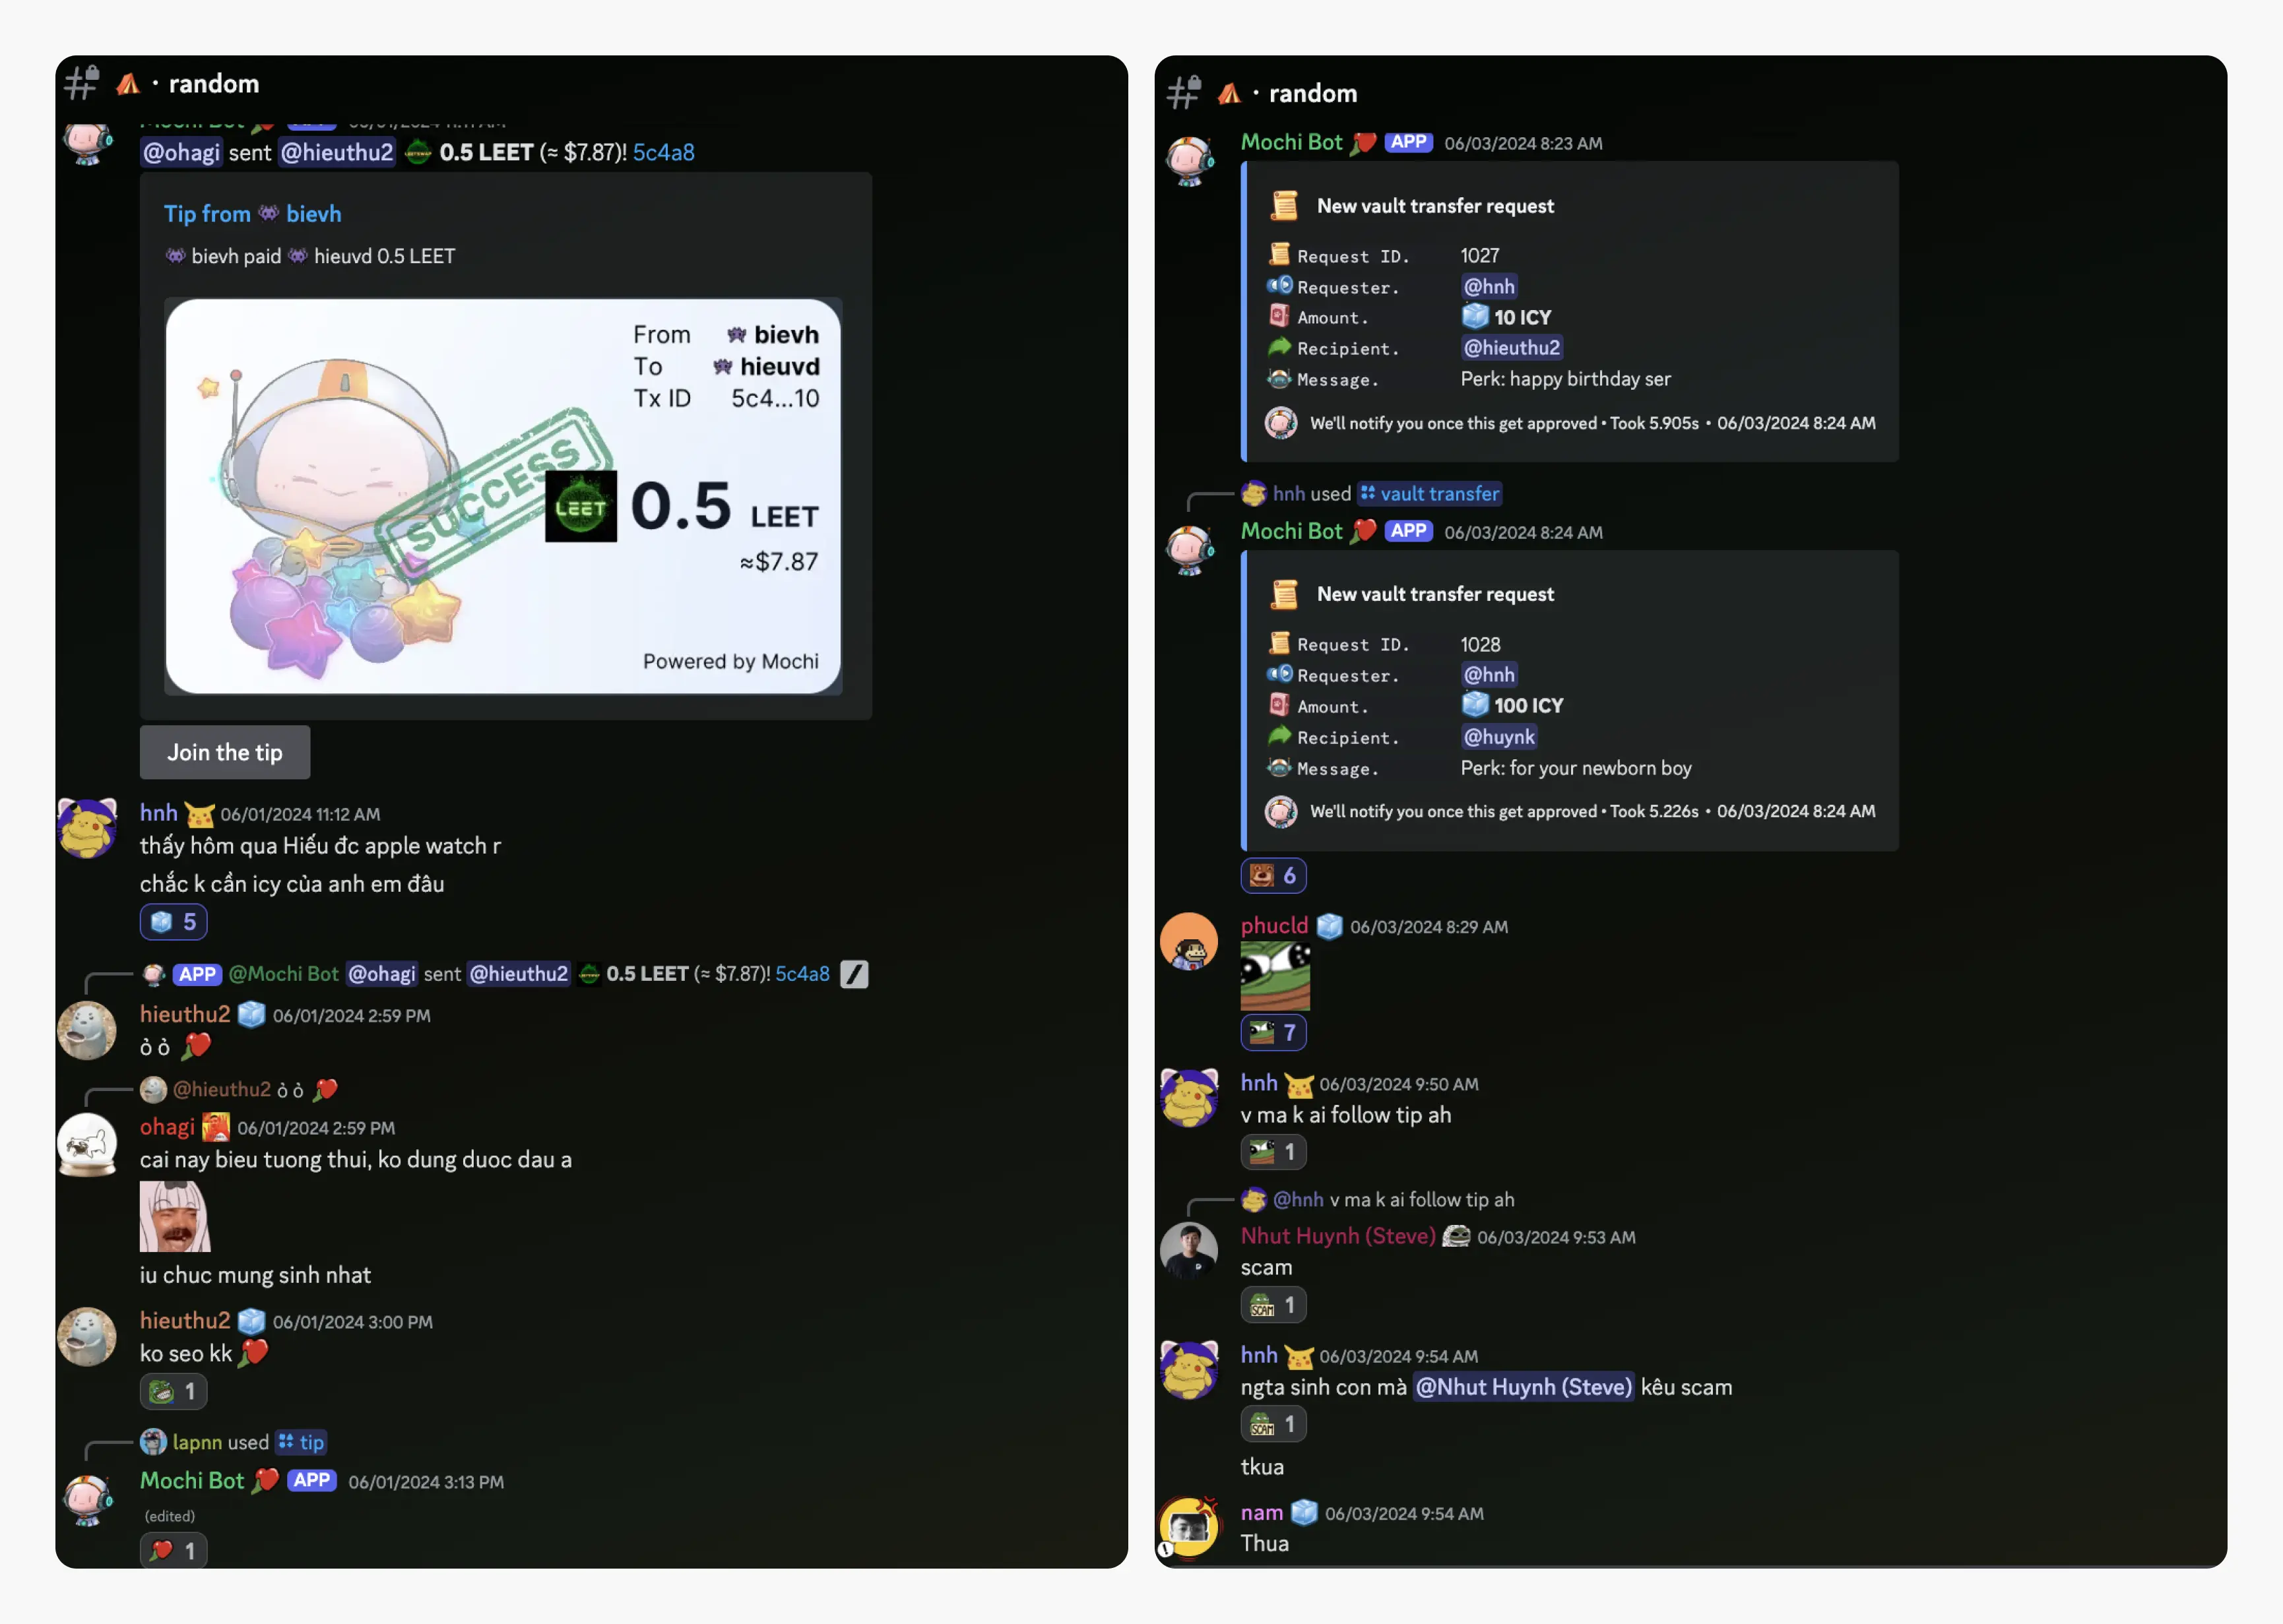 · random
Mochi Bot APP
@ohagi sent @hieuthu2 0.5 LEET (≈ $7.87)! 5c4a8
Tip from bievh
bievh paid hieuvd 0.5 LEET
From bievh
To hieuvd
Tx ID 5c4...10
SUCCESS
LEET
0.5 LEET
≈$7.87
Powered by Mochi
Join the tip
hnh 06/01/2024 11:12 AM
thấy hôm qua Hiếu đc apple watch r
chắc k cần icy của anh em đâu
5
APP @Mochi Bot @ohagi sent @hieuthu2 0.5 LEET (≈ $7.87)! 5c4a8
hieuthu2 06/01/2024 2:59 PM
ỏ ỏ
@hieuthu2 ỏ ỏ
ohagi 06/01/2024 2:59 PM
cai nay bieu tuong thui, ko dung duoc dau a
iu chuc mung sinh nhat
hieuthu2 06/01/2024 3:00 PM
ko seo kk
1
lapnn used tip
Mochi Bot APP 06/01/2024 3:13 PM
(edited)
1
· random
Mochi Bot APP 06/03/2024 8:23 AM
New vault transfer request
Request ID. 1027
Requester. @hnh
Amount. 10 ICY
Recipient. @hieuthu2
Message. Perk: happy birthday ser
We'll notify you once this get approved • Took 5.905s • 06/03/2024 8:24 AM
hnh used vault transfer
Mochi Bot APP 06/03/2024 8:24 AM
New vault transfer request
Request ID. 1028
Requester. @hnh
Amount. 100 ICY
Recipient. @huynk
Message. Perk: for your newborn boy
We'll notify you once this get approved • Took 5.226s • 06/03/2024 8:24 AM
6
phucld 06/03/2024 8:29 AM
7
hnh 06/03/2024 9:50 AM
v ma k ai follow tip ah
1
@hnh v ma k ai follow tip ah
Nhut Huynh (Steve) 06/03/2024 9:53 AM
scam
SCAM 1
hnh 06/03/2024 9:54 AM
ngta sinh con mà @Nhut Huynh (Steve) kêu scam
SCAM 1
tkua
nam 06/03/2024 9:54 AM
Thua